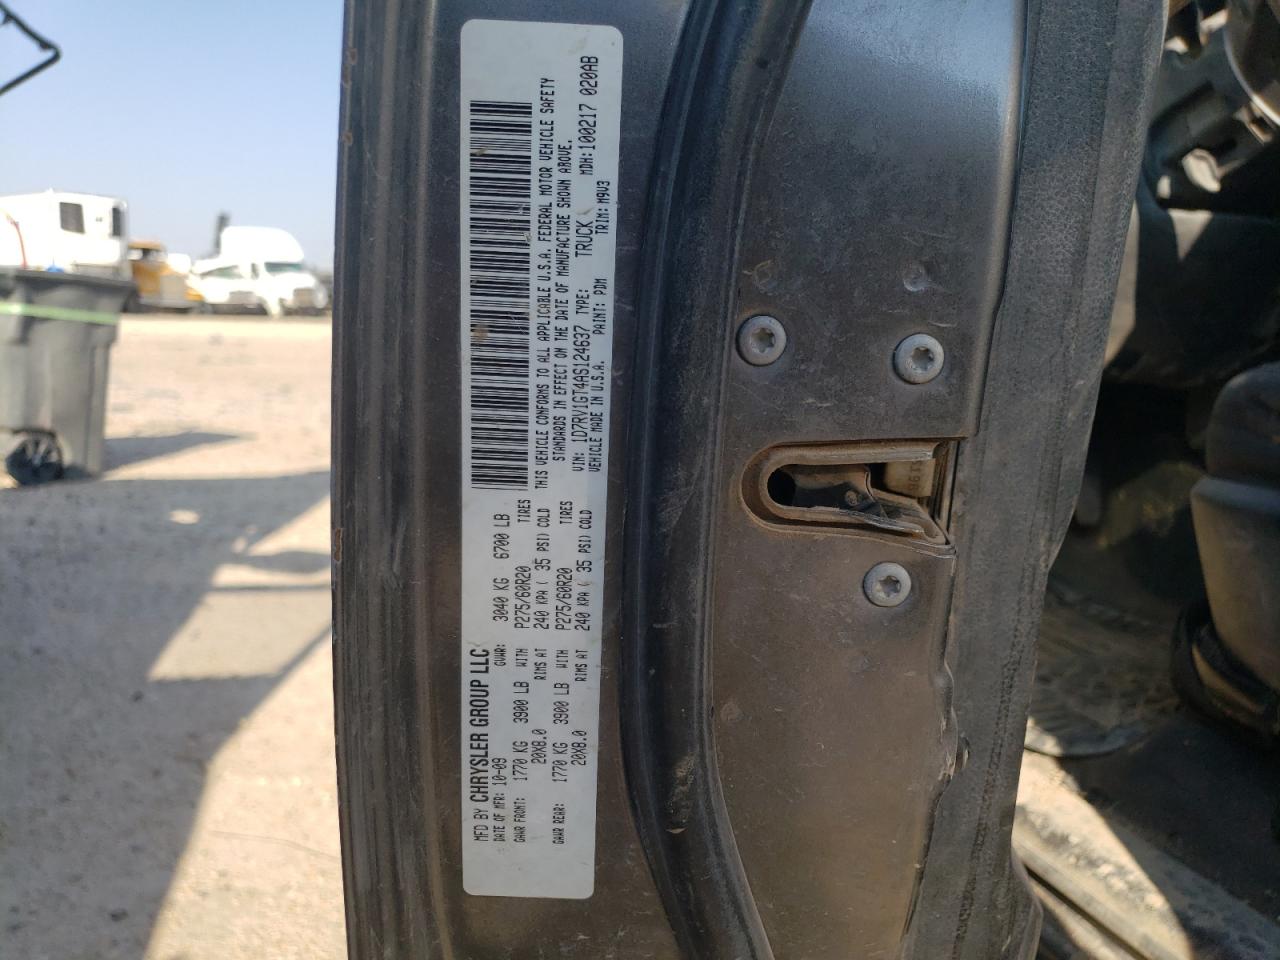 MFD BY CHRYSLER GROUP LLC
DATE OF MFR: 10-09 GVWR: 3040 KG 6700 LB
GAWR FRONT: 1770 KG 3900 LB WITH P275/60R20 TIRES
20X8.0 RIMS AT 240 KPA ( 35 PSI) COLD
GAWR REAR: 1770 KG 3900 LB WITH P275/60R20 TIRES
20X8.0 RIMS AT 240 KPA ( 35 PSI) COLD
THIS VEHICLE CONFORMS TO ALL APPLICABLE U.S.A. FEDERAL MOTOR VEHICLE SAFETY
STANDARDS IN EFFECT ON THE DATE OF MANUFACTURE SHOWN ABOVE.
VIN: 1D7RV1GT4AS124637 TYPE: TRUCK MDH:100217 020AB
VEHICLE MADE IN U.S.A. PAINT: PDM TRIM: M9V3